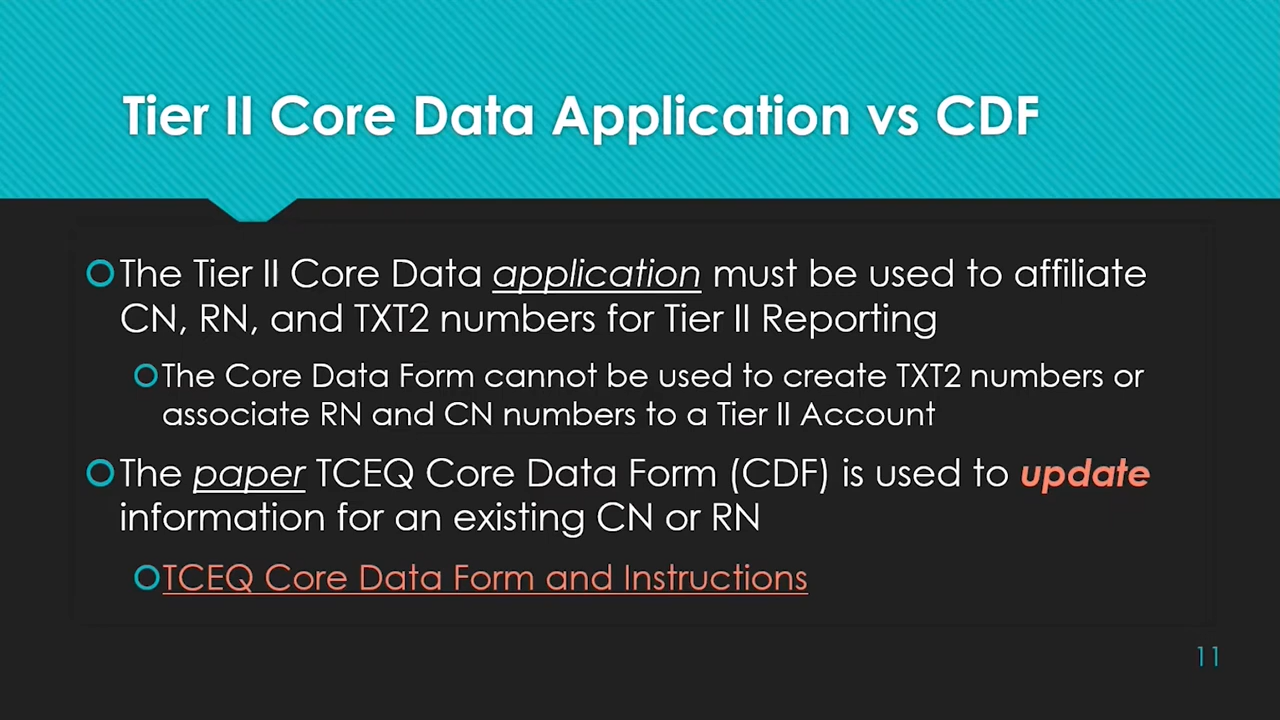 Tier II Core Data Application vs CDF
The Tier II Core Data application must be used to affiliate
CN, RN, and TXT2 numbers for Tier II Reporting
The Core Data Form cannot be used to create TXT2 numbers or
associate RN and CN numbers to a Tier II Account
The paper TCEQ Core Data Form (CDF) is used to update
information for an existing CN or RN
TCEQ Core Data Form and Instructions
11